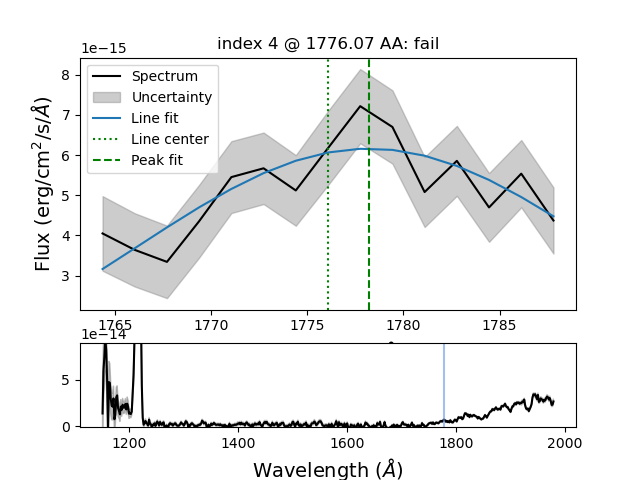 index 4 @ 1776.07 AA: fail
1e−15
Spectrum
Uncertainty
Line fit
Line center
Peak fit
Flux (erg/cm²/s/Å)
8
7
6
5
4
3
1765 1770 1775 1780 1785
1e−14
5
0
1200 1400 1600 1800 2000
Wavelength (Å)